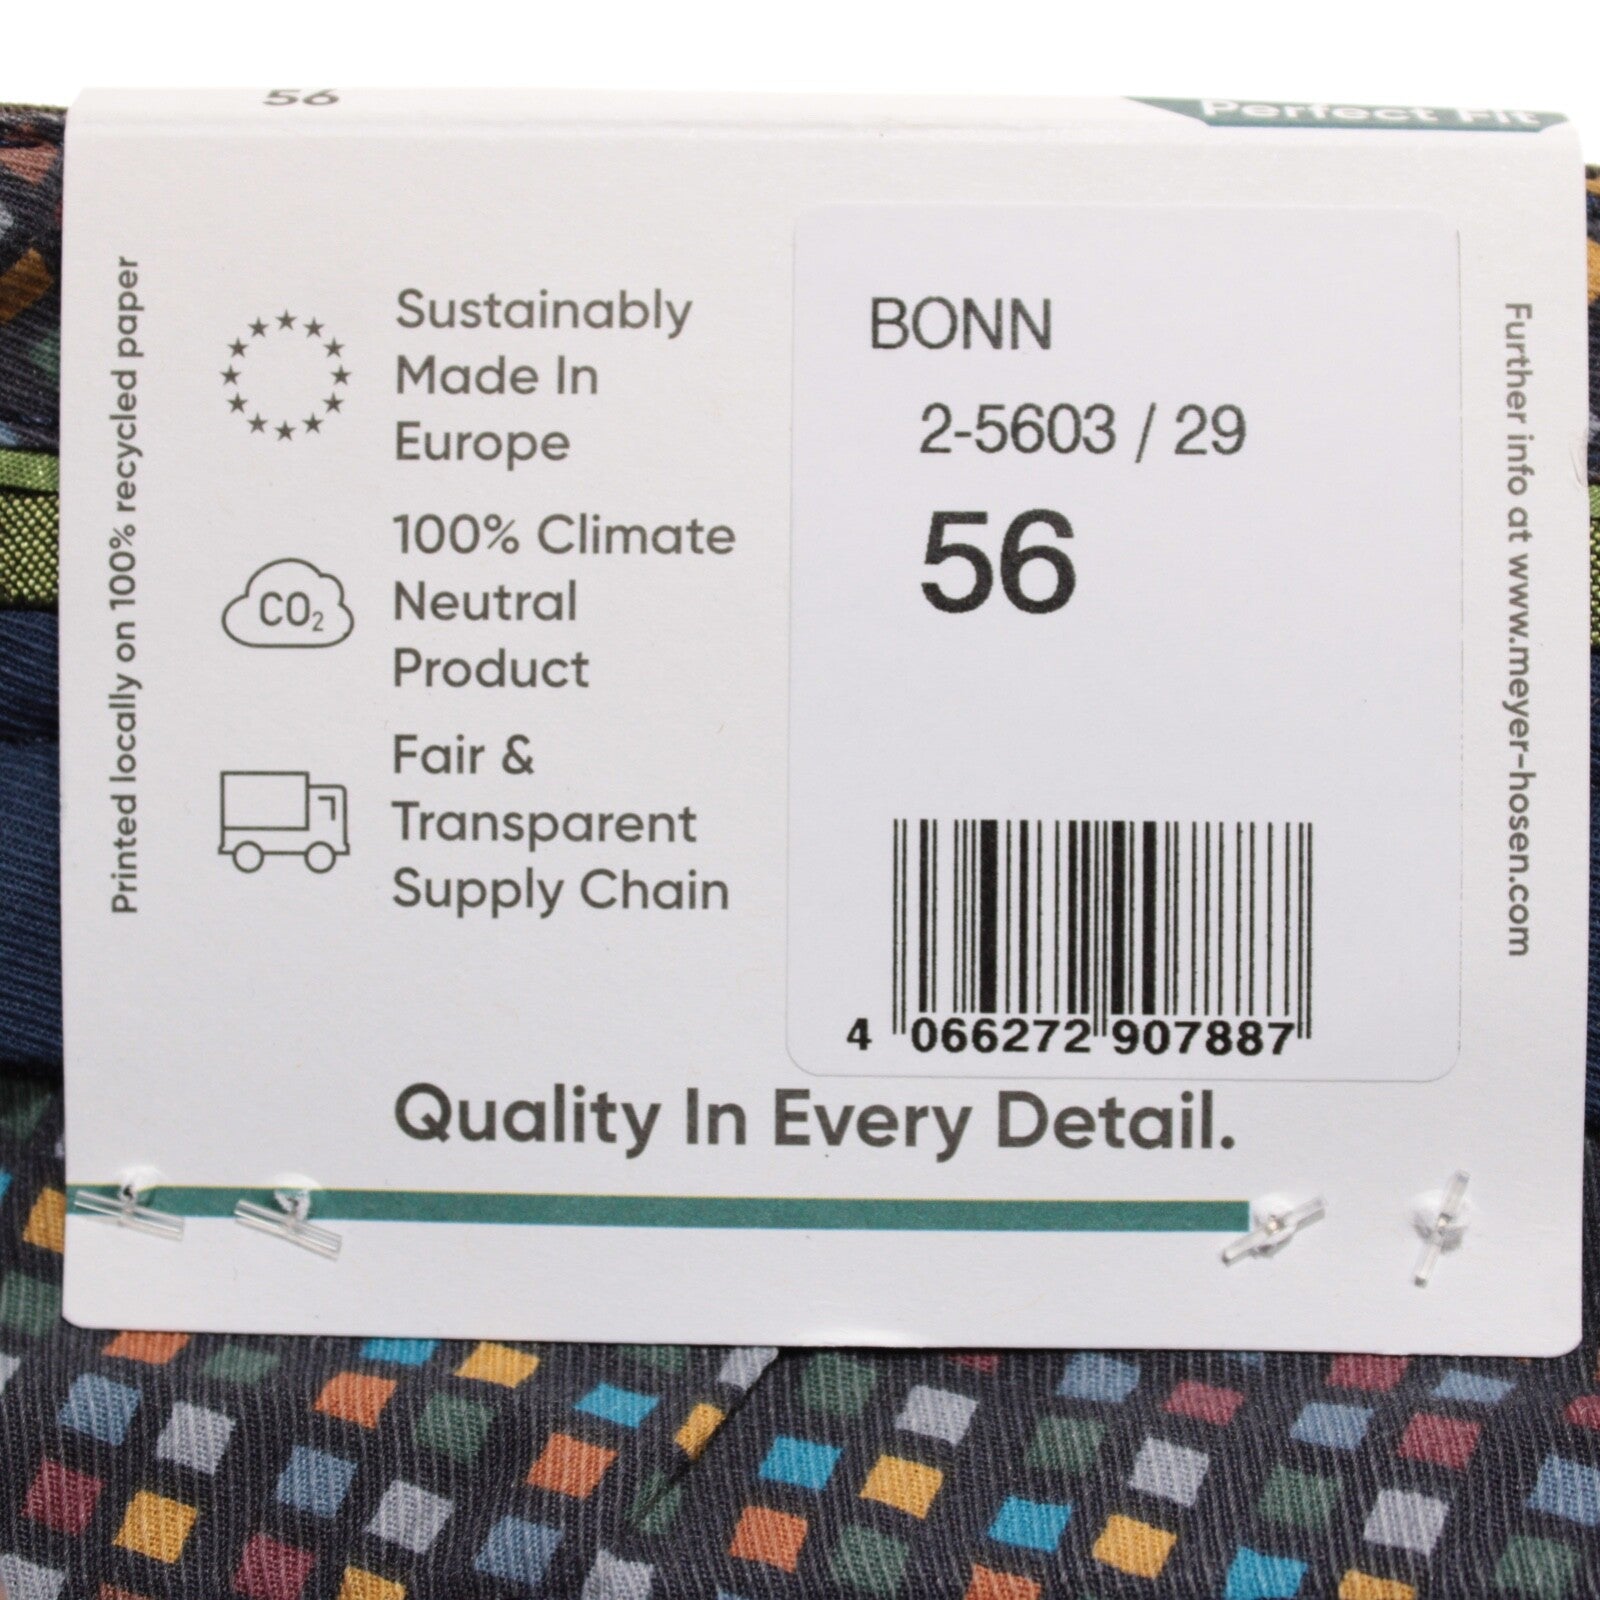 56
Perfect Fit
Printed locally on 100% recycled paper
Sustainably
Made In
Europe
CO₂
100% Climate
Neutral
Product
Fair &
Transparent
Supply Chain
BONN
2-5603 / 29
56
4 066272 907887
Further info at www.meyer-hosen.com
Quality In Every Detail.